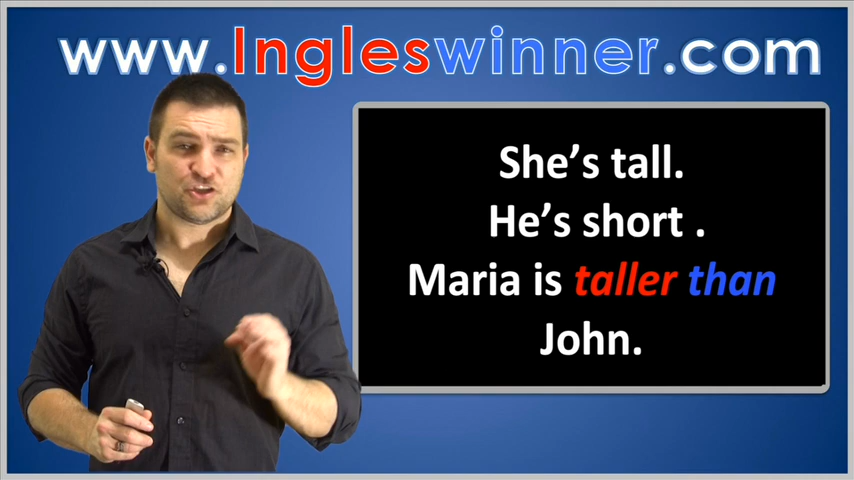 www.Ingleswinner.com
She’s tall.
He’s short .
Maria is taller than
John.